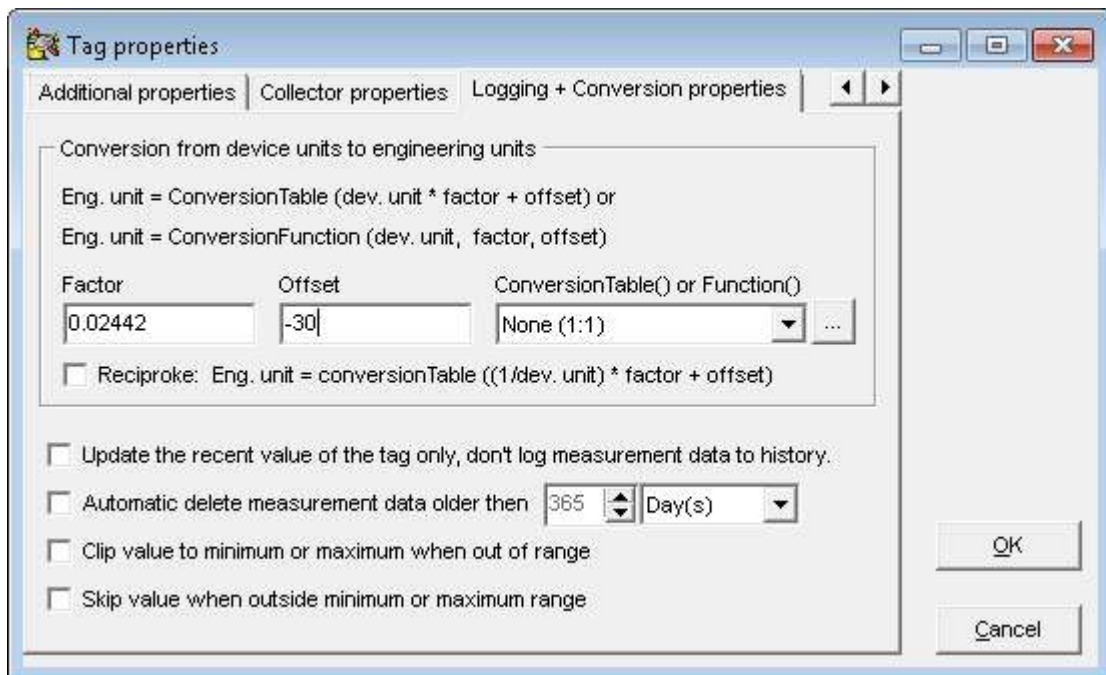 Tag properties
Additional properties Collector properties Logging + Conversion properties
Conversion from device units to engineering units
Eng. unit = ConversionTable (dev. unit * factor + offset) or
Eng. unit = ConversionFunction (dev. unit, factor, offset)
Factor Offset ConversionTable() or Function()
0.02442 -30 None (1:1) ...
Reciproke: Eng. unit = conversionTable ((1/dev. unit) * factor + offset)
Update the recent value of the tag only, don't log measurement data to history.
Automatic delete measurement data older then 365 Day(s)
Clip value to minimum or maximum when out of range
OK
Skip value when outside minimum or maximum range
Cancel